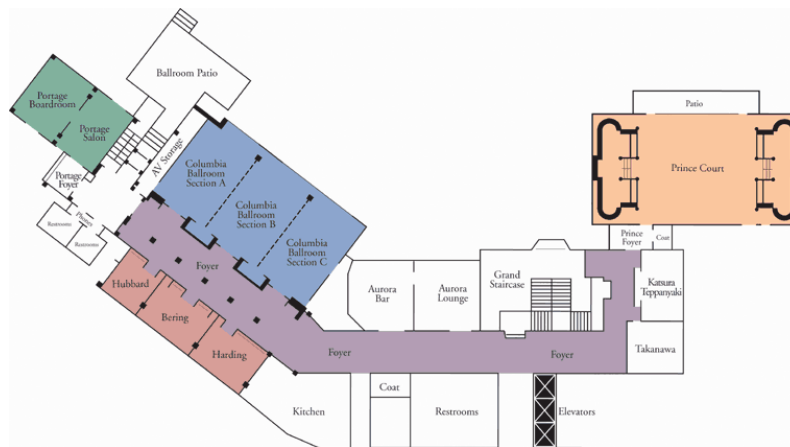 Ballroom Patio
Portage
Boardroom
Portage
Salon
AV Storage
Portage
Foyer
Phones
Restrooms
Restrooms
Columbia
Ballroom
Section A
Columbia
Ballroom
Section B
Columbia
Ballroom
Section C
Foyer
Hubbard
Bering
Harding
Patio
Prince Court
Prince
Foyer
Coat
Aurora
Bar
Aurora
Lounge
Grand
Staircase
Katsura
Teppanyaki
Takanawa
Foyer
Foyer
Kitchen
Coat
Restrooms
Elevators